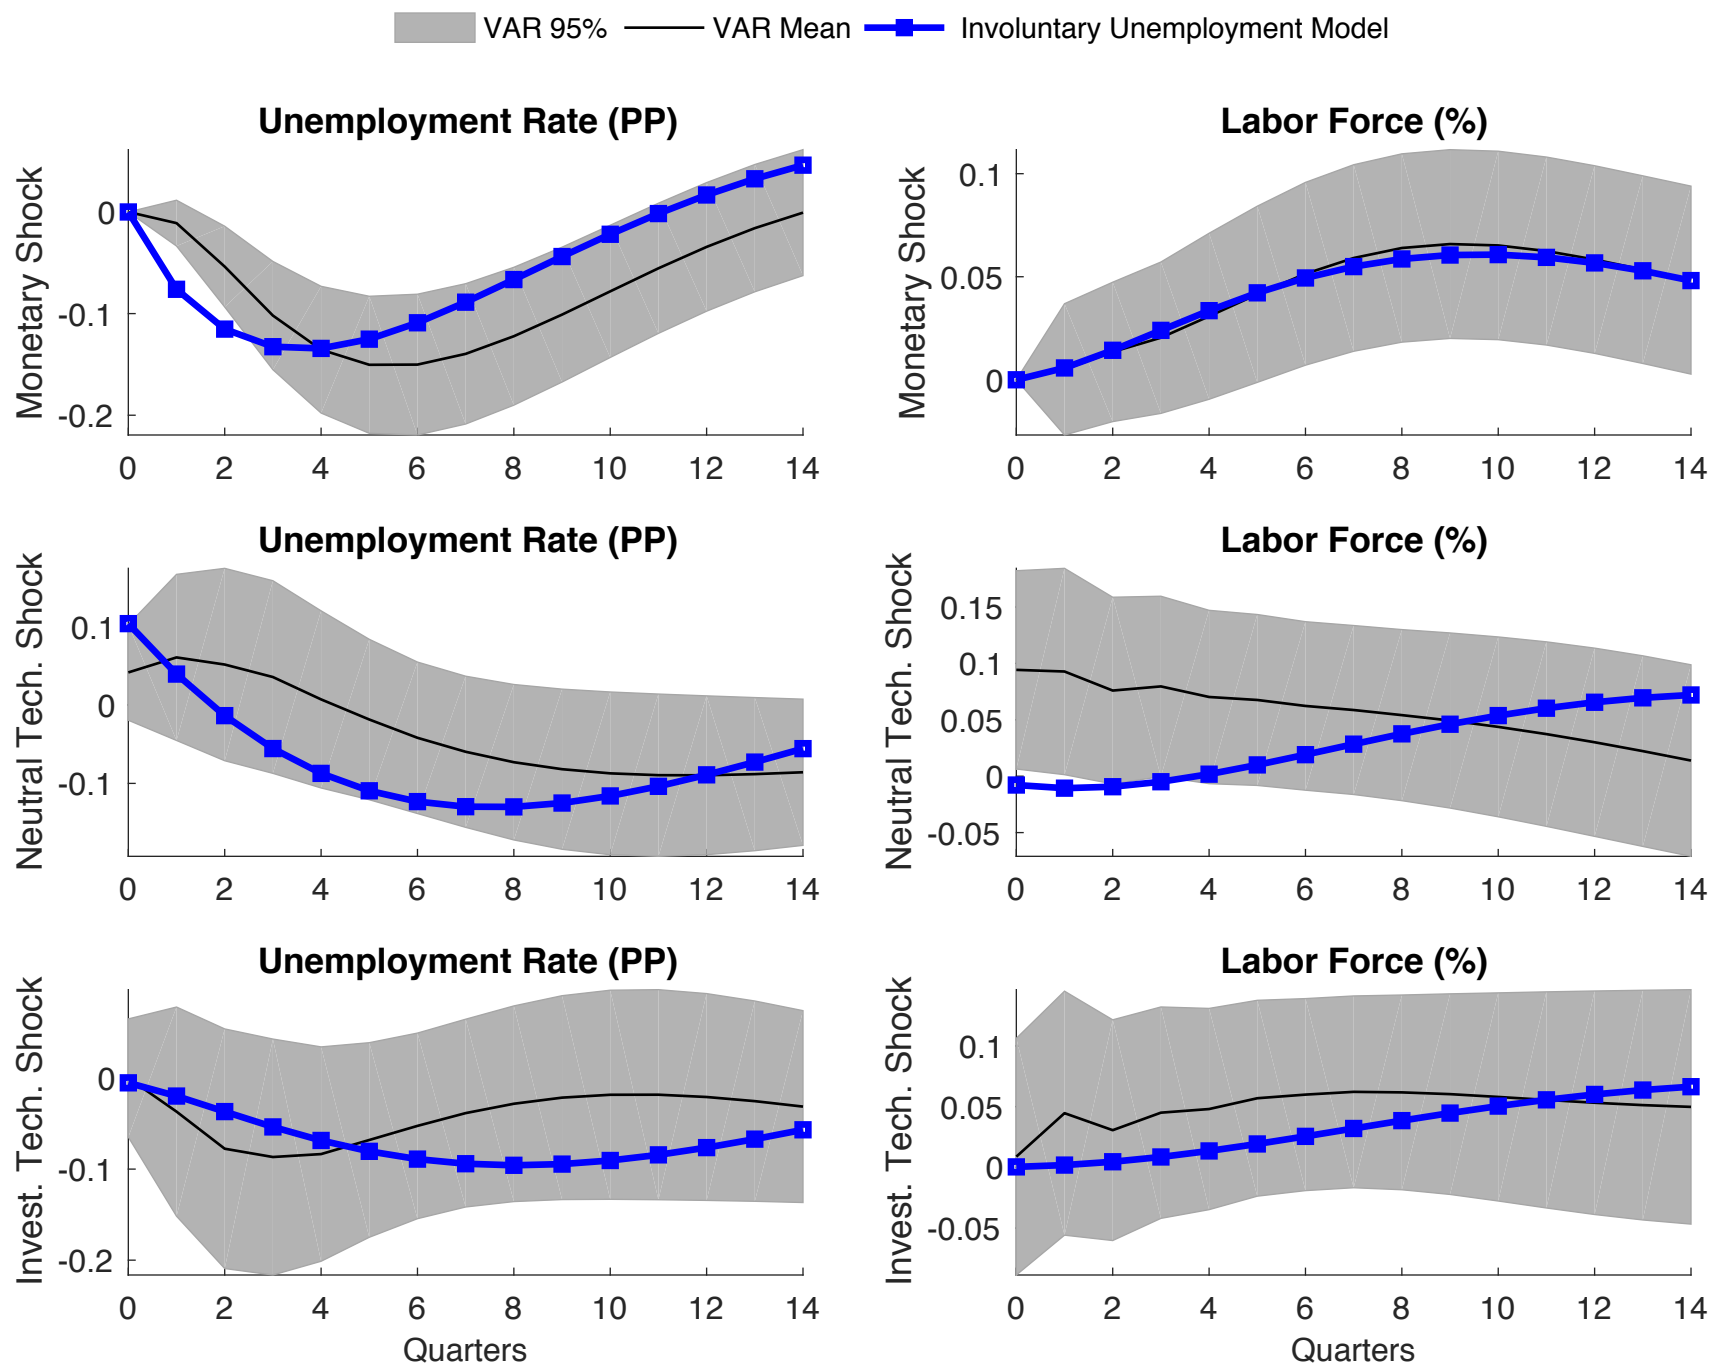 VAR 95% VAR Mean Involuntary Unemployment Model
Unemployment Rate (PP)
Monetary Shock
0
-0.1
-0.2
0 2 4 6 8 10 12 14
Labor Force (%)
Monetary Shock
0.1
0.05
0
0 2 4 6 8 10 12 14
Unemployment Rate (PP)
Neutral Tech. Shock
0.1
0
-0.1
0 2 4 6 8 10 12 14
Labor Force (%)
Neutral Tech. Shock
0.15
0.1
0.05
0
-0.05
0 2 4 6 8 10 12 14
Unemployment Rate (PP)
Invest. Tech. Shock
0
-0.1
-0.2
0 2 4 6 8 10 12 14
Quarters
Labor Force (%)
Invest. Tech. Shock
0.1
0.05
0
-0.05
0 2 4 6 8 10 12 14
Quarters